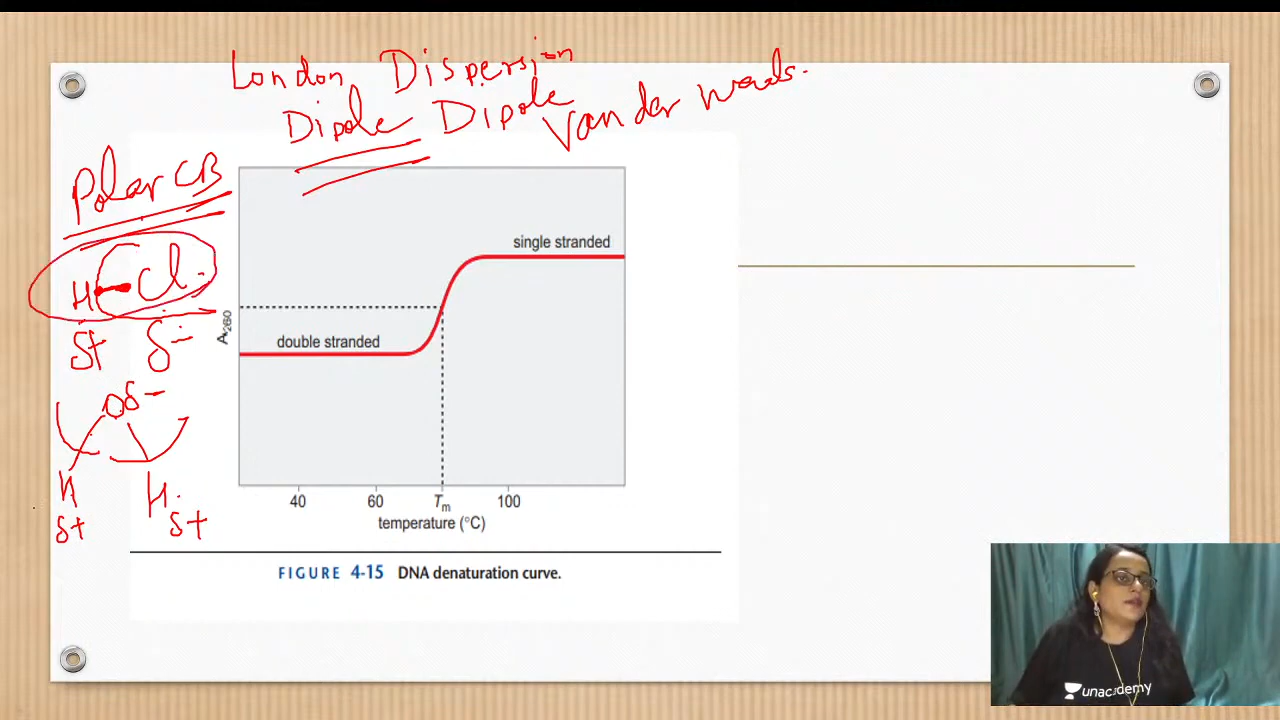 London Dispersion
Dipole Dipole
Van der Waals.
Polar CB
H-Cl.
δ+ δ-
Oδ-
H H.
δ+ δ+
single stranded
double stranded
A260
40 60 Tm 100
temperature (°C)
FIGURE 4-15 DNA denaturation curve.
unacademy